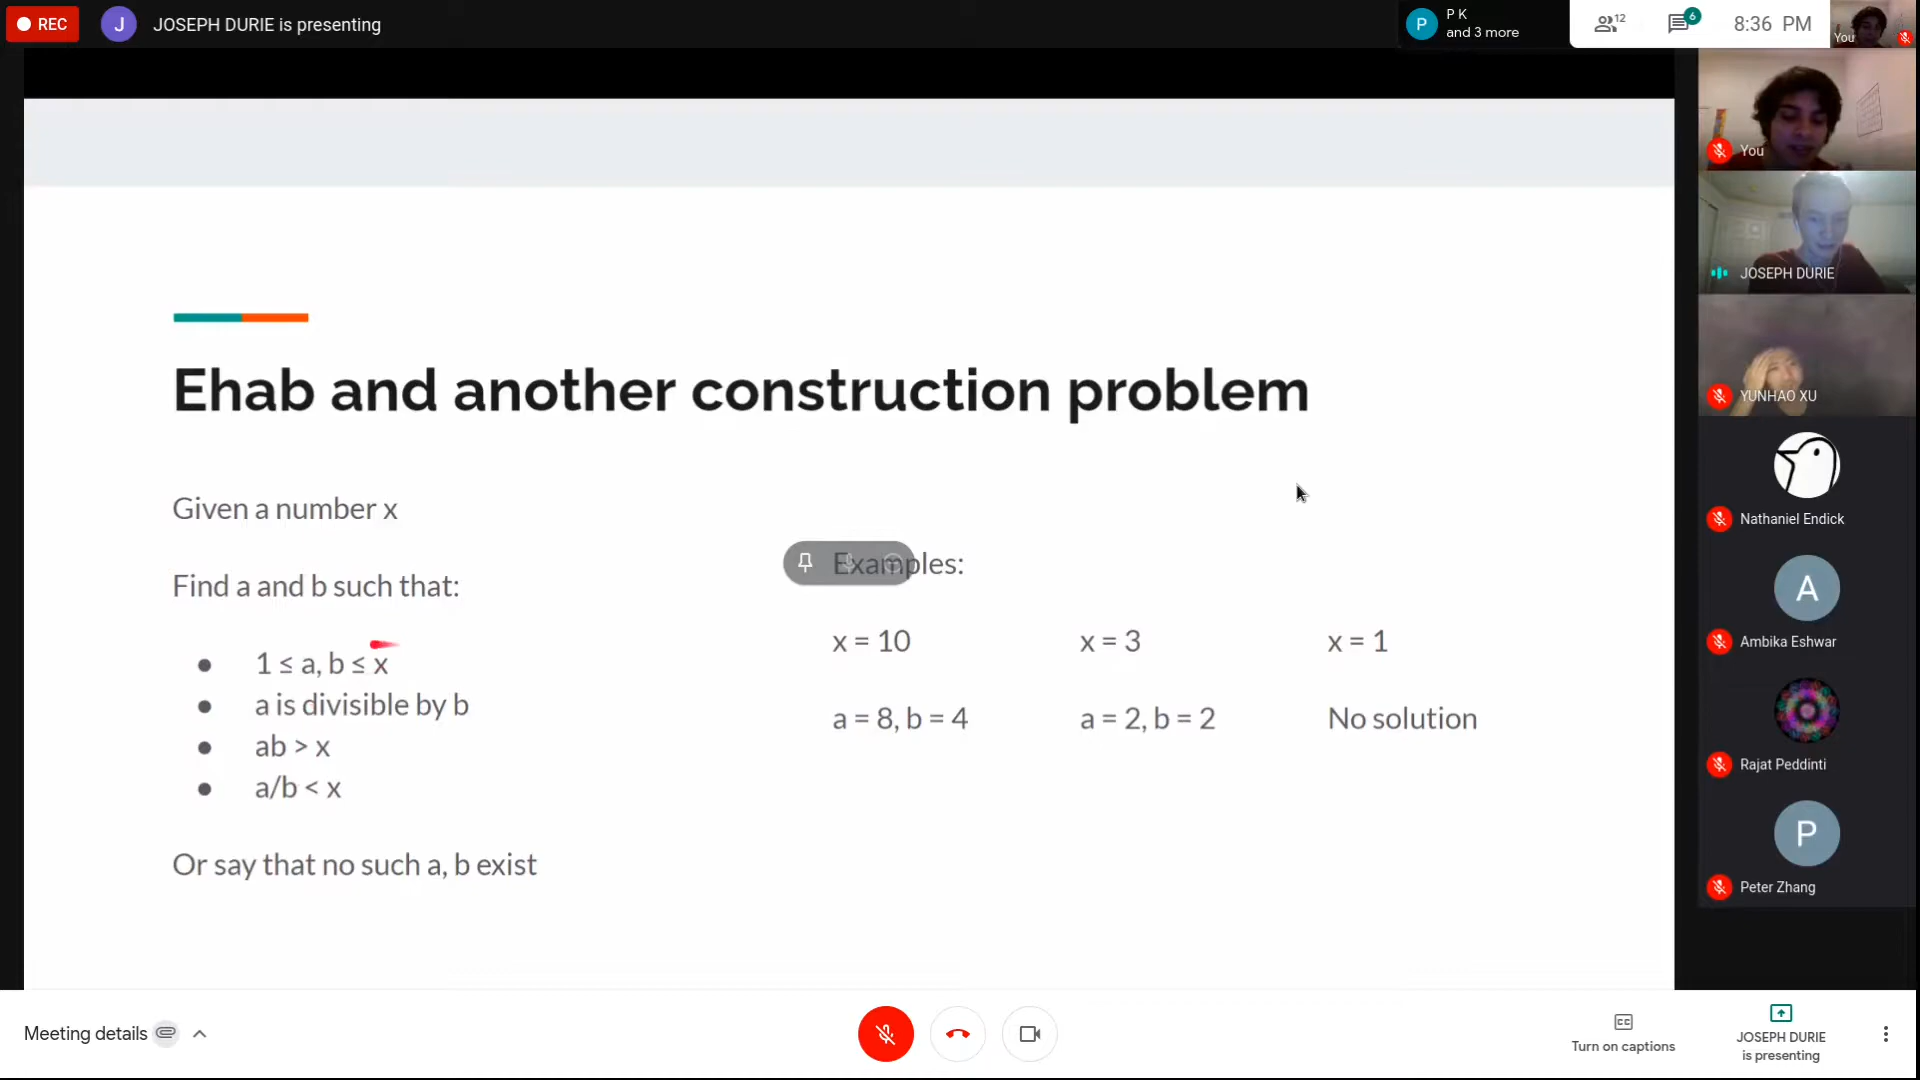 REC
J
JOSEPH DURIE is presenting
P
P K
and 3 more
12
6
8:36 PM
You
You
JOSEPH DURIE
YUNHAO XU
Nathaniel Endick
A
Ambika Eshwar
Rajat Peddinti
P
Peter Zhang
Ehab and another construction problem
Given a number x
Find a and b such that:
● 1 ≤ a, b ≤ x
● a is divisible by b
● ab > x
● a/b < x
Or say that no such a, b exist
Examples:
x = 10 x = 3 x = 1
a = 8, b = 4 a = 2, b = 2 No solution
Meeting details
CC
Turn on captions
JOSEPH DURIE
is presenting